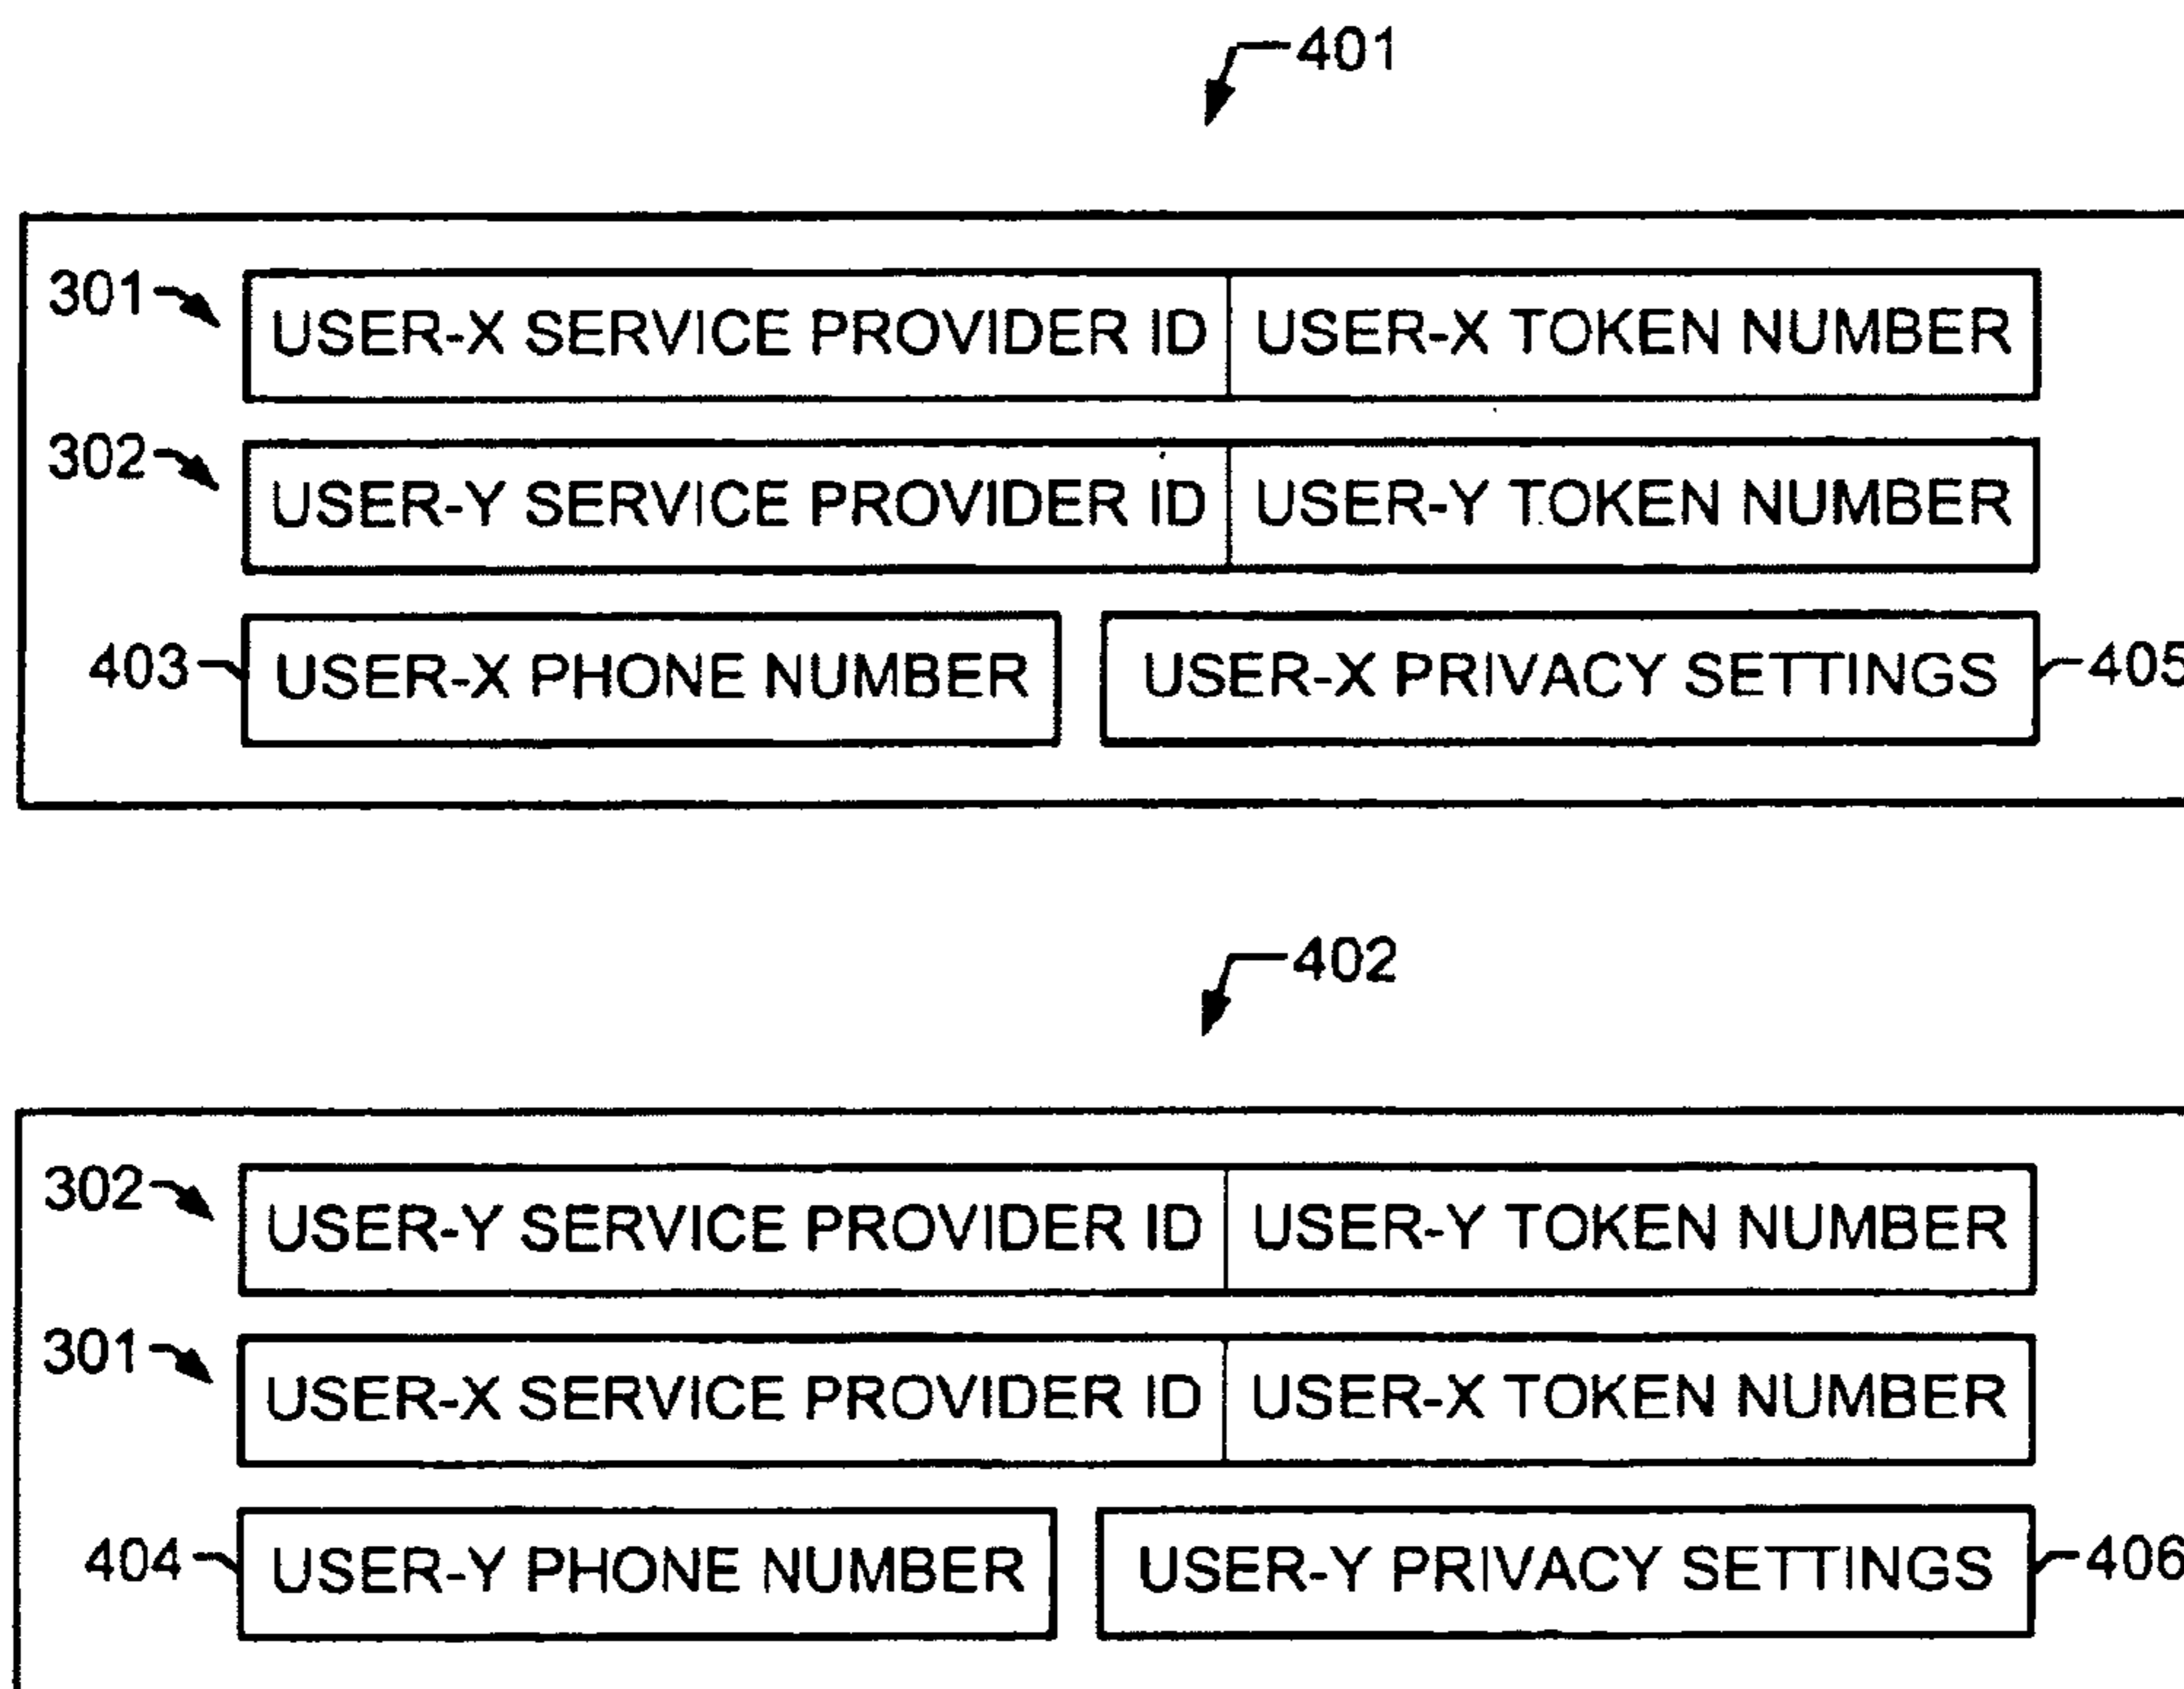 401
301 USER-X SERVICE PROVIDER ID USER-X TOKEN NUMBER
302 USER-Y SERVICE PROVIDER ID USER-Y TOKEN NUMBER
403 USER-X PHONE NUMBER USER-X PRIVACY SETTINGS 405
402
302 USER-Y SERVICE PROVIDER ID USER-Y TOKEN NUMBER
301 USER-X SERVICE PROVIDER ID USER-X TOKEN NUMBER
404 USER-Y PHONE NUMBER USER-Y PRIVACY SETTINGS 406